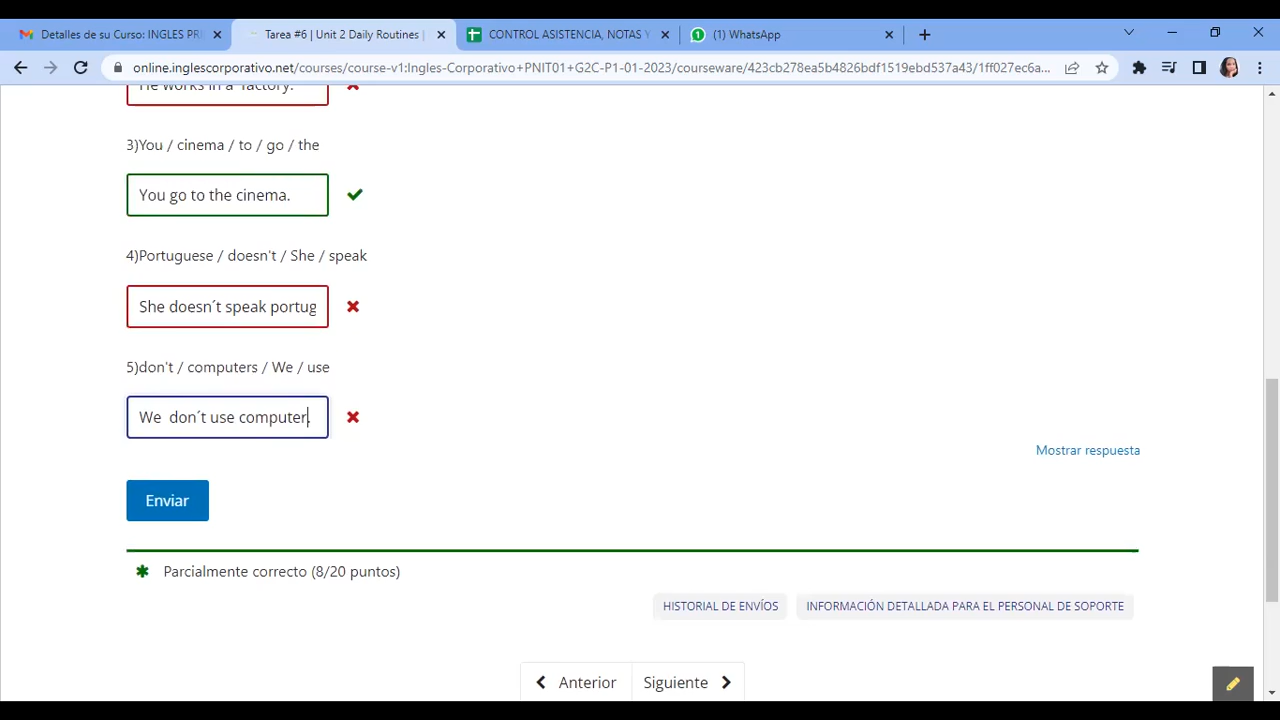 Detalles de su Curso: INGLES PR
Tarea #6 | Unit 2 Daily Routines |
CONTROL ASISTENCIA, NOTAS Y
(1) WhatsApp
online.inglescorporativo.net/courses/course-v1:Ingles-Corporativo+PNIT01+G2C-P1-01-2023/courseware/423cb278ea5b4826bdf1519ebd537a43/1ff027ec6a...
He works in a factory.
3)You / cinema / to / go / the
You go to the cinema.
4)Portuguese / doesn't / She / speak
She doesn´t speak portug
5)don't / computers / We / use
We  don´t use computer.
Mostrar respuesta
Enviar
Parcialmente correcto (8/20 puntos)
HISTORIAL DE ENVÍOS
INFORMACIÓN DETALLADA PARA EL PERSONAL DE SOPORTE
Anterior
Siguiente